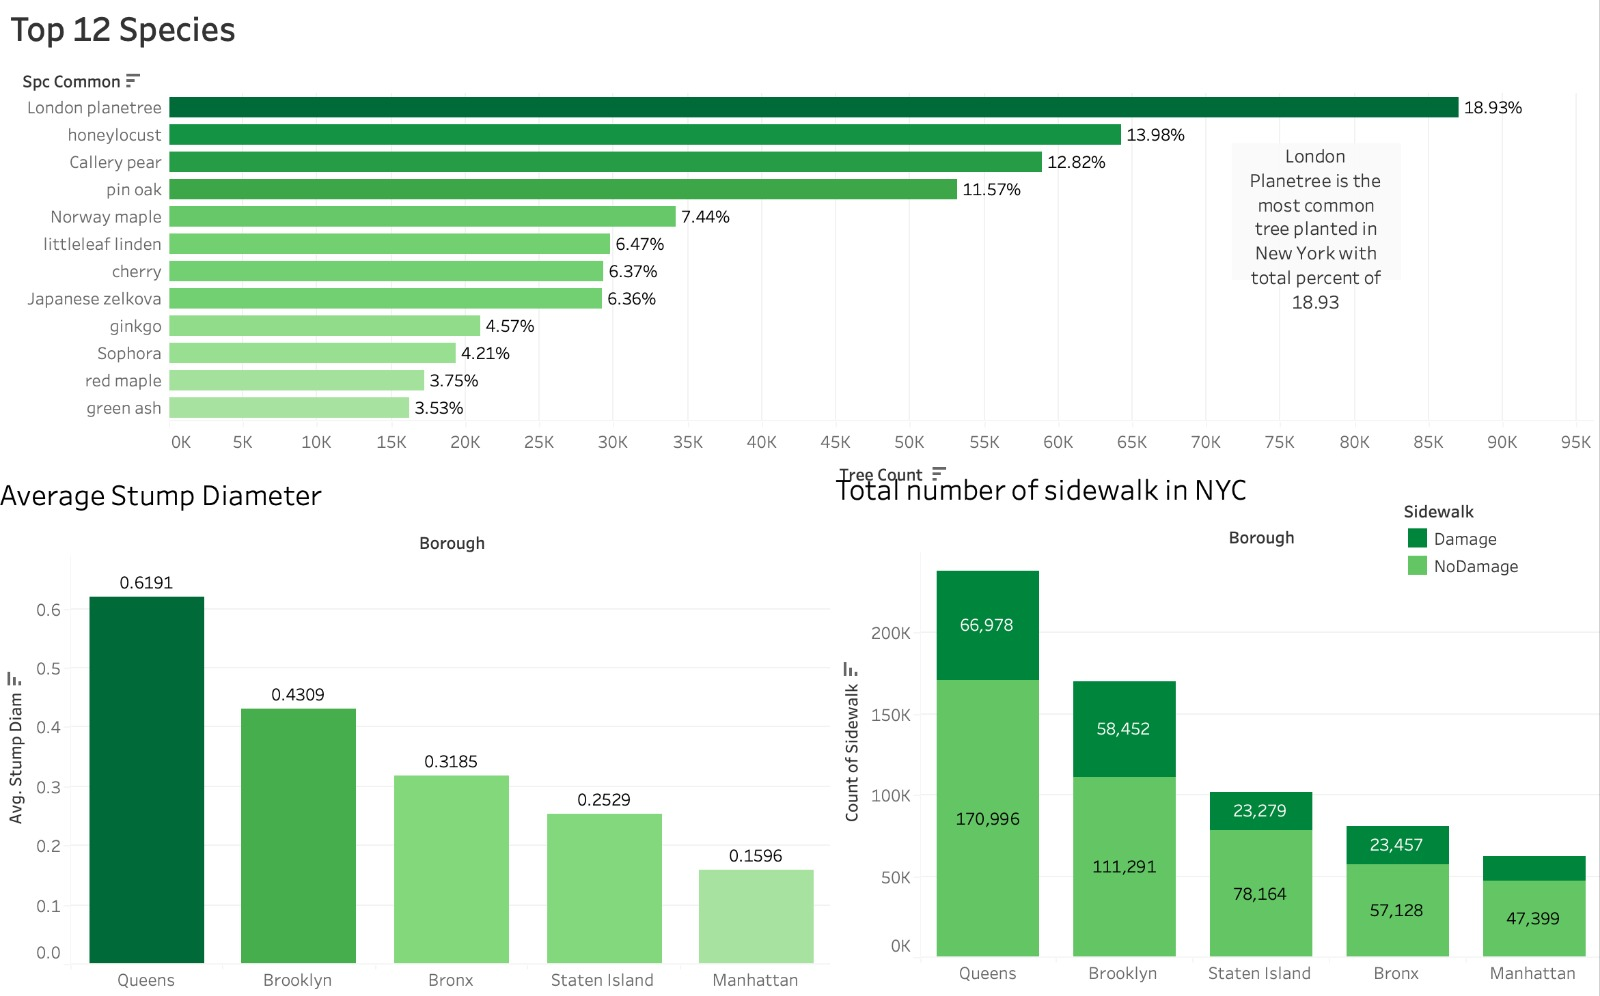 Top 12 Species
Spc Common
London planetree 18.93%
honeylocust 13.98%
Callery pear 12.82%
pin oak 11.57%
Norway maple 7.44%
littleleaf linden 6.47%
cherry 6.37%
Japanese zelkova 6.36%
ginkgo 4.57%
Sophora 4.21%
red maple 3.75%
green ash 3.53%
London
Planetree is the
most common
tree planted in
New York with
total percent of
18.93
0K 5K 10K 15K 20K 25K 30K 35K 40K 45K 50K 55K 60K 65K 70K 75K 80K 85K 90K 95K
Tree Count
Average Stump Diameter
Borough
Avg. Stump Diam
0.6
0.5
0.4
0.3
0.2
0.1
0.0
0.6191
0.4309
0.3185
0.2529
0.1596
Queens Brooklyn Bronx Staten Island Manhattan
Total number of sidewalk in NYC
Sidewalk
Damage
NoDamage
Borough
Count of Sidewalk
200K
150K
100K
50K
0K
66,978
170,996
58,452
111,291
23,279
78,164
23,457
57,128
47,399
Queens Brooklyn Staten Island Bronx Manhattan